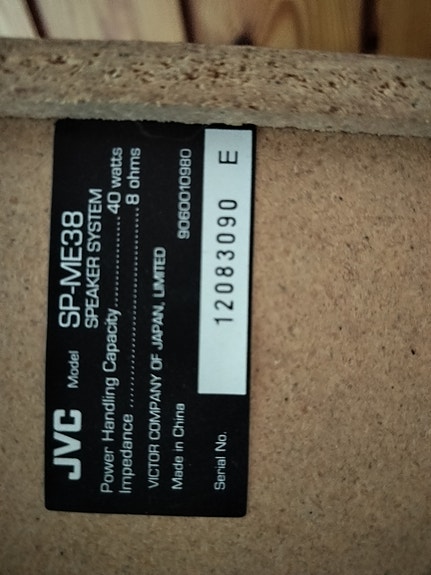 JVC Model SP-ME38
SPEAKER SYSTEM
Power Handling Capacity.................40 watts
Impedance ................................8 ohms
VICTOR COMPANY OF JAPAN, LIMITED
Made in China 9060010980
Serial No. 12083090 E